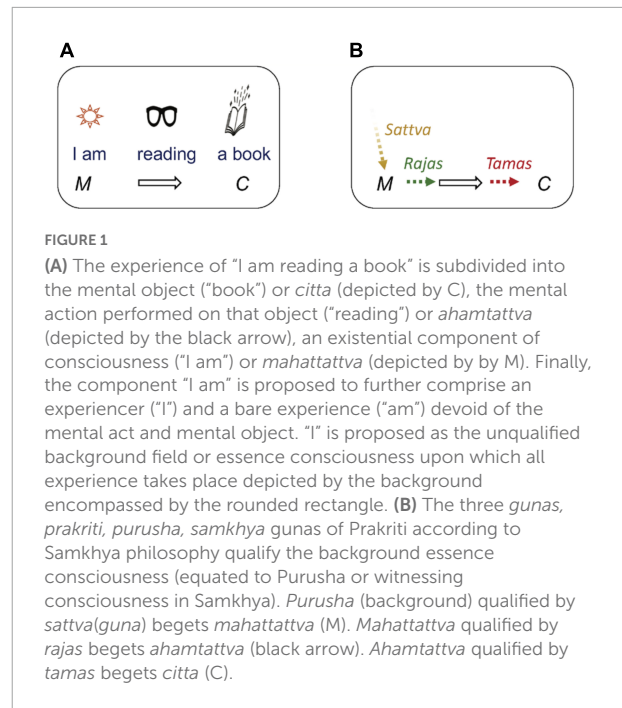 A
B
I am reading a book
M C
Sattva
Rajas Tamas
M C
FIGURE 1
(A) The experience of “I am reading a book” is subdivided into
the mental object (“book”) or citta (depicted by C), the mental
action performed on that object (“reading”) or ahamtattva
(depicted by the black arrow), an existential component of
consciousness (“I am”) or mahattattva (depicted by by M). Finally,
the component “I am” is proposed to further comprise an
experiencer (“I”) and a bare experience (“am”) devoid of the
mental act and mental object. “I” is proposed as the unqualified
background field or essence consciousness upon which all
experience takes place depicted by the background
encompassed by the rounded rectangle. (B) The three gunas,
prakriti, purusha, samkhya gunas of Prakriti according to
Samkhya philosophy qualify the background essence
consciousness (equated to Purusha or witnessing
consciousness in Samkhya). Purusha (background) qualified by
sattva(guna) begets mahattattva (M). Mahattattva qualified by
rajas begets ahamtattva (black arrow). Ahamtattva qualified by
tamas begets citta (C).